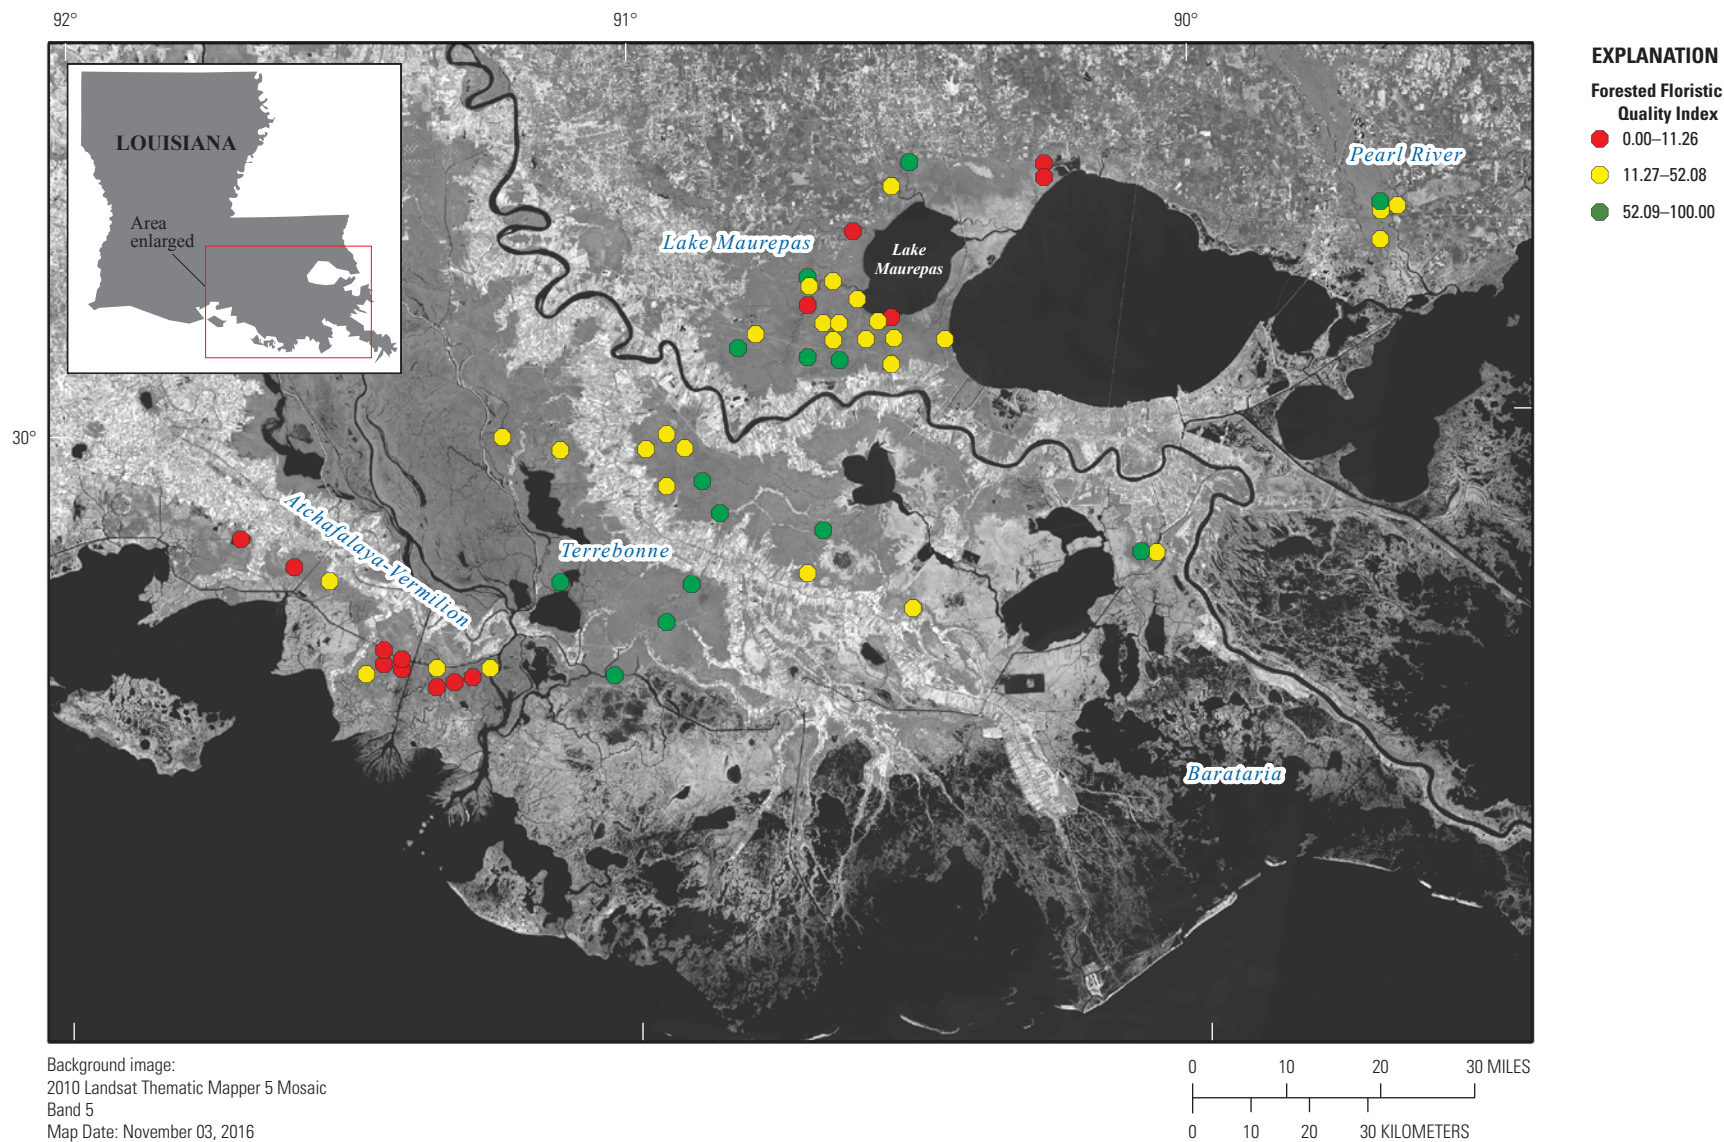 92°
91°
90°
LOUISIANA
Area
enlarged
EXPLANATION
Forested Floristic
Quality Index
0.00–11.26
11.27–52.08
52.09–100.00
Pearl River
Lake Maurepas
Lake
Maurepas
30°
Atchafalaya-Vermilion
Terrebonne
Barataria
Background image:
2010 Landsat Thematic Mapper 5 Mosaic
Band 5
Map Date: November 03, 2016
0 10 20 30 MILES
0 10 20 30 KILOMETERS